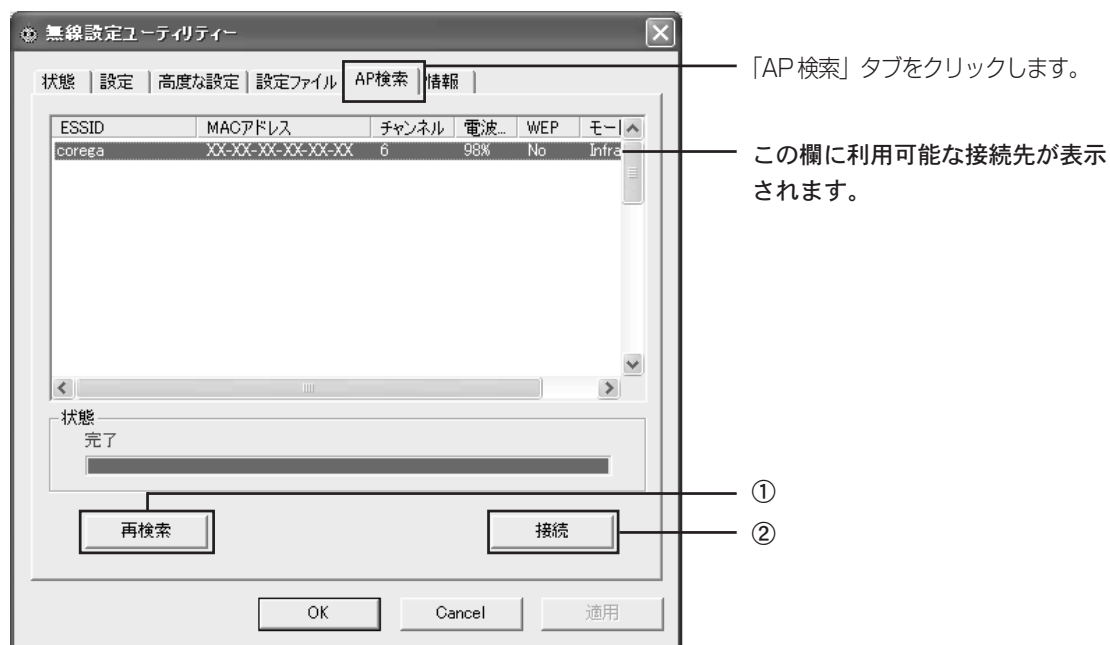 無線設定ユーティリティー
状態 設定 高度な設定 設定ファイル AP検索 情報
「AP検索」タブをクリックします。
ESSID MACアドレス チャンネル 電波... WEP モー
corega XX-XX-XX-XX-XX-XX 6 98% No Infra
この欄に利用可能な接続先が表示
されます。
状態
完了
①
再検索 接続 ②
OK Cancel 適用